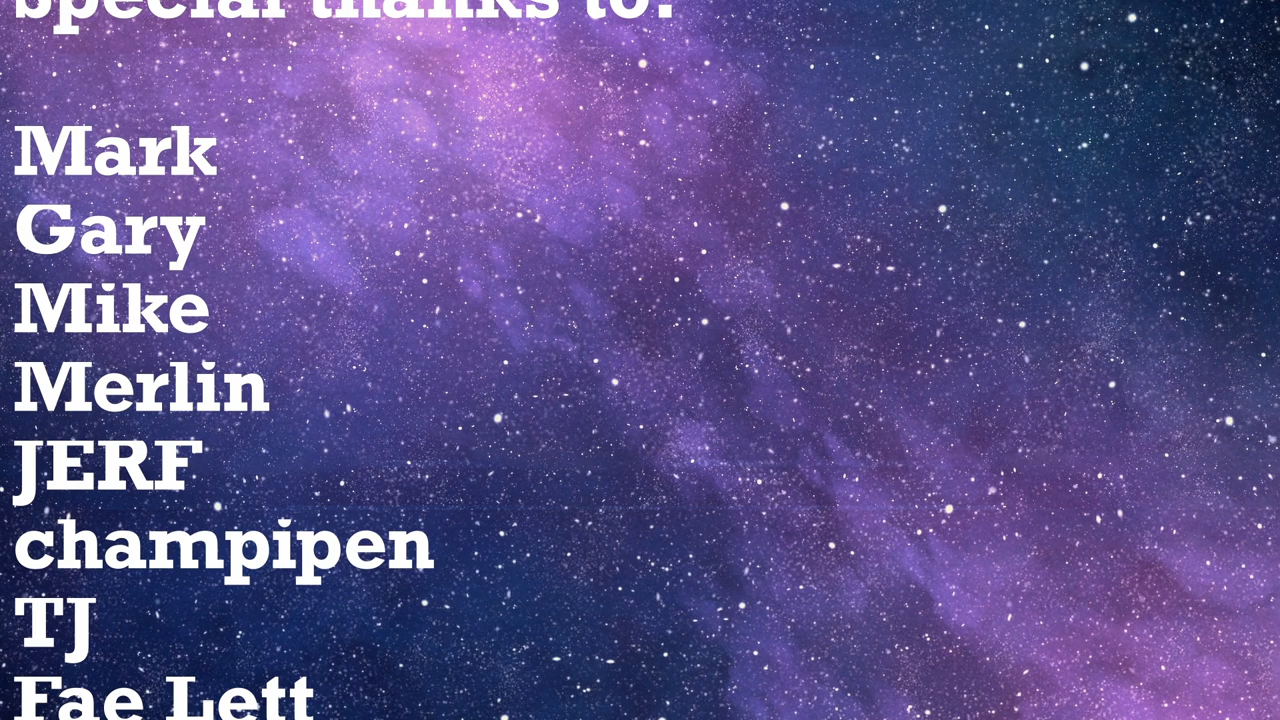 special thanks to:
Mark
Gary
Mike
Merlin
JERF
champipen
TJ
Fae Lett